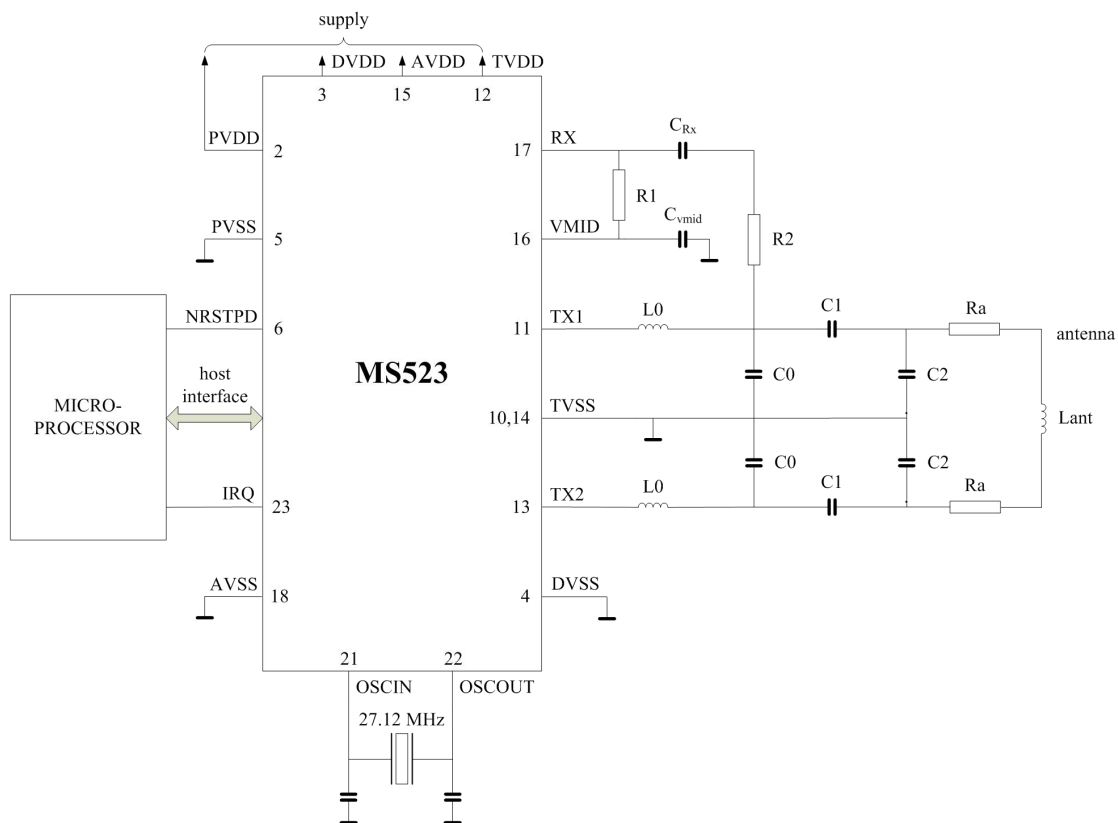 supply
DVDD
AVDD
TVDD
3
15
12
PVDD
2
17
RX
C_Rx
R1
PVSS
5
16
VMID
C_vmid
R2
NRSTPD
6
11
TX1
L0
C1
Ra
antenna
MS523
host
interface
MICRO-
PROCESSOR
C0
C2
10,14
TVSS
Lant
C0
C2
IRQ
23
13
TX2
L0
C1
Ra
AVSS
18
4
DVSS
21
22
OSCIN
OSCOUT
27.12 MHz